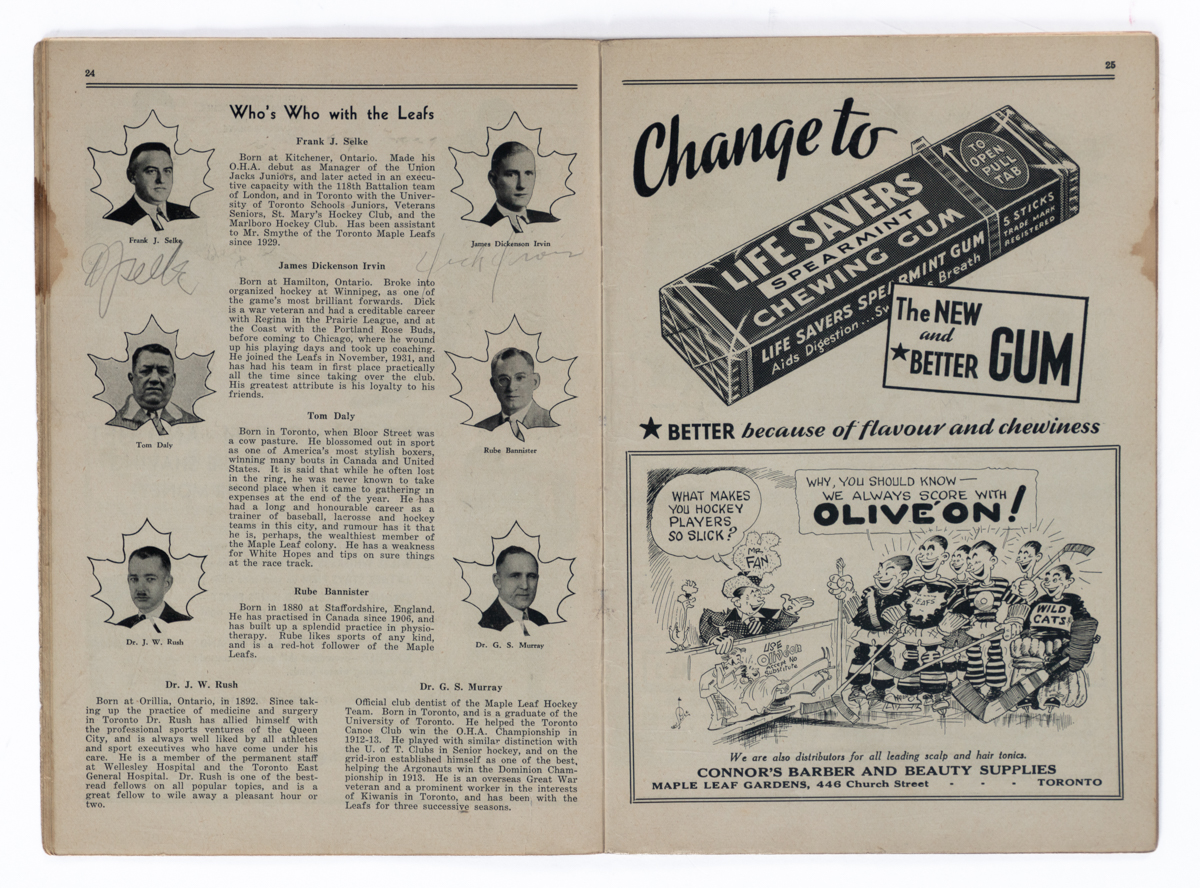 24
Who's Who with the Leafs
Frank J. Selke
Born at Kitchener, Ontario. Made his
O.H.A. debut as Manager of the Union
Jacks Juniors, and later acted in an execu-
tive capacity with the 118th Battalion team
of London, and in Toronto with the Univer-
sity of Toronto Schools Juniors, Veterans
Seniors, St. Mary's Hockey Club, and the
Marlboro Hockey Club. Has been assistant
to Mr. Smythe of the Toronto Maple Leafs
since 1929.
Frank J. Selke
James Dickenson Irvin
FJSelke
Dick Irvin
James Dickenson Irvin
Born at Hamilton, Ontario. Broke into
organized hockey at Winnipeg, as one of
the game's most brilliant forwards. Dick
is a war veteran and had a creditable career
with Regina in the Prairie League, and at
the Coast with the Portland Rose Buds,
before coming to Chicago, where he wound
up his playing days and took up coaching.
He joined the Leafs in November, 1931, and
has had his team in first place practically
all the time since taking over the club.
His greatest attribute is his loyalty to his
friends.
Tom Daly
Rube Bannister
Tom Daly
Born in Toronto, when Bloor Street was
a cow pasture. He blossomed out in sport
as one of America's most stylish boxers,
winning many bouts in Canada and United
States. It is said that while he often lost
in the ring, he was never known to take
second place when it came to gathering in
expenses at the end of the year. He has
had a long and honourable career as a
trainer of baseball, lacrosse and hockey
teams in this city, and rumour has it that
he is, perhaps, the wealthiest member of
the Maple Leaf colony. He has a weakness
for White Hopes and tips on sure things
at the race track.
Rube Bannister
Born in 1880 at Staffordshire, England.
He has practised in Canada since 1906, and
has built up a splendid practice in physio-
therapy. Rube likes sports of any kind,
and is a red-hot follower of the Maple
Leafs.
Dr. J. W. Rush
Dr. G. S. Murray
Dr. J. W. Rush
Born at Orillia, Ontario, in 1892. Since tak-
ing up the practice of medicine and surgery
in Toronto Dr. Rush has allied himself with
the professional sports ventures of the Queen
City, and is always well liked by all athletes
and sport executives who have come under his
care. He is a member of the permanent staff
at Wellesley Hospital and the Toronto East
General Hospital. Dr. Rush is one of the best-
read fellows on all popular topics, and is a
great fellow to wile away a pleasant hour or
two.
Dr. G. S. Murray
Official club dentist of the Maple Leaf Hockey
Team. Born in Toronto, and is a graduate of the
University of Toronto. He helped the Toronto
Canoe Club win the O.H.A. Championship in
1912-13. He played with similar distinction with
the U. of T. Clubs in Senior hockey, and on the
grid-iron established himself as one of the best,
helping the Argonauts win the Dominion Cham-
pionship in 1913. He is an overseas Great War
veteran and a prominent worker in the interests
of Kiwanis in Toronto, and has been with the
Leafs for three successive seasons.
25
Change to
TO
OPEN
PULL
TAB
LIFE SAVERS
SPEARMINT
CHEWING GUM
5 STICKS
TRADE MARK
REGISTERED
LIFE SAVERS SPEARMINT GUM
Aids Digestion... Sw s Breath
The NEW
and
★BETTER GUM
★ BETTER because of flavour and chewiness
WHAT MAKES
YOU HOCKEY
PLAYERS
SO SLICK?
WHY, YOU SHOULD KNOW—
WE ALWAYS SCORE WITH
OLIVE'ON!
MR.
FAN
LEAFS
WILD
CATS
USE
Oliveon
Accept No
Substitute
We are also distributors for all leading scalp and hair tonics.
CONNOR'S BARBER AND BEAUTY SUPPLIES
MAPLE LEAF GARDENS, 446 Church Street - - - TORONTO